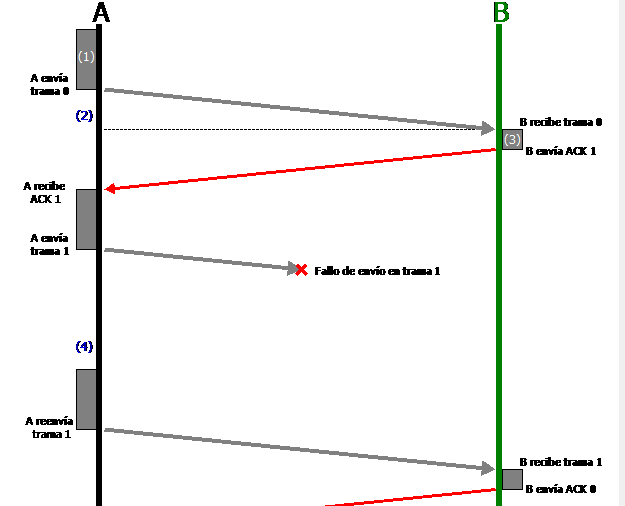 A
B
(1)
A envía
trama 0
(2)
B recibe trama 0
(3)
B envía ACK 1
A recibe
ACK 1
A envía
trama 1
Fallo de envío en trama 1
(4)
A reenvía
trama 1
B recibe trama 1
B envía ACK 0